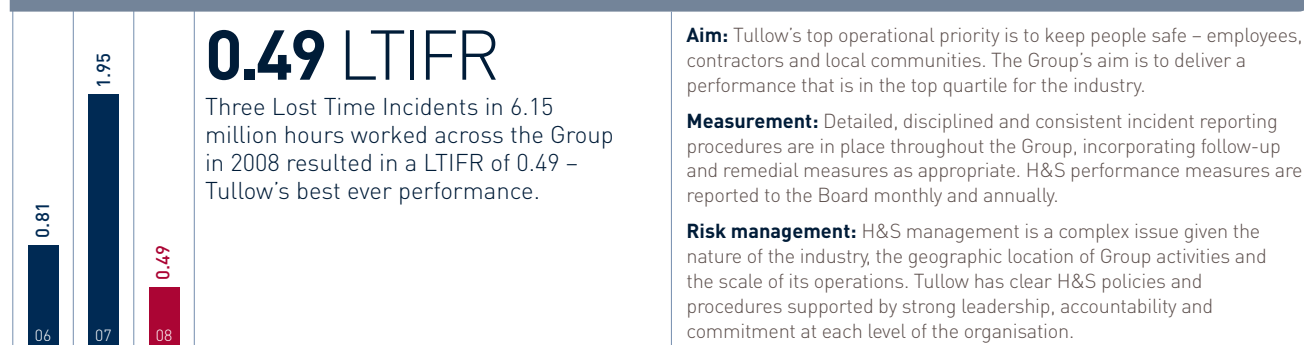 0.81
06
1.95
07
0.49
08
0.49 LTIFR
Three Lost Time Incidents in 6.15
million hours worked across the Group
in 2008 resulted in a LTIFR of 0.49 –
Tullow's best ever performance.
Aim: Tullow's top operational priority is to keep people safe – employees,
contractors and local communities. The Group's aim is to deliver a
performance that is in the top quartile for the industry.
Measurement: Detailed, disciplined and consistent incident reporting
procedures are in place throughout the Group, incorporating follow-up
and remedial measures as appropriate. H&S performance measures are
reported to the Board monthly and annually.
Risk management: H&S management is a complex issue given the
nature of the industry, the geographic location of Group activities and
the scale of its operations. Tullow has clear H&S policies and
procedures supported by strong leadership, accountability and
commitment at each level of the organisation.